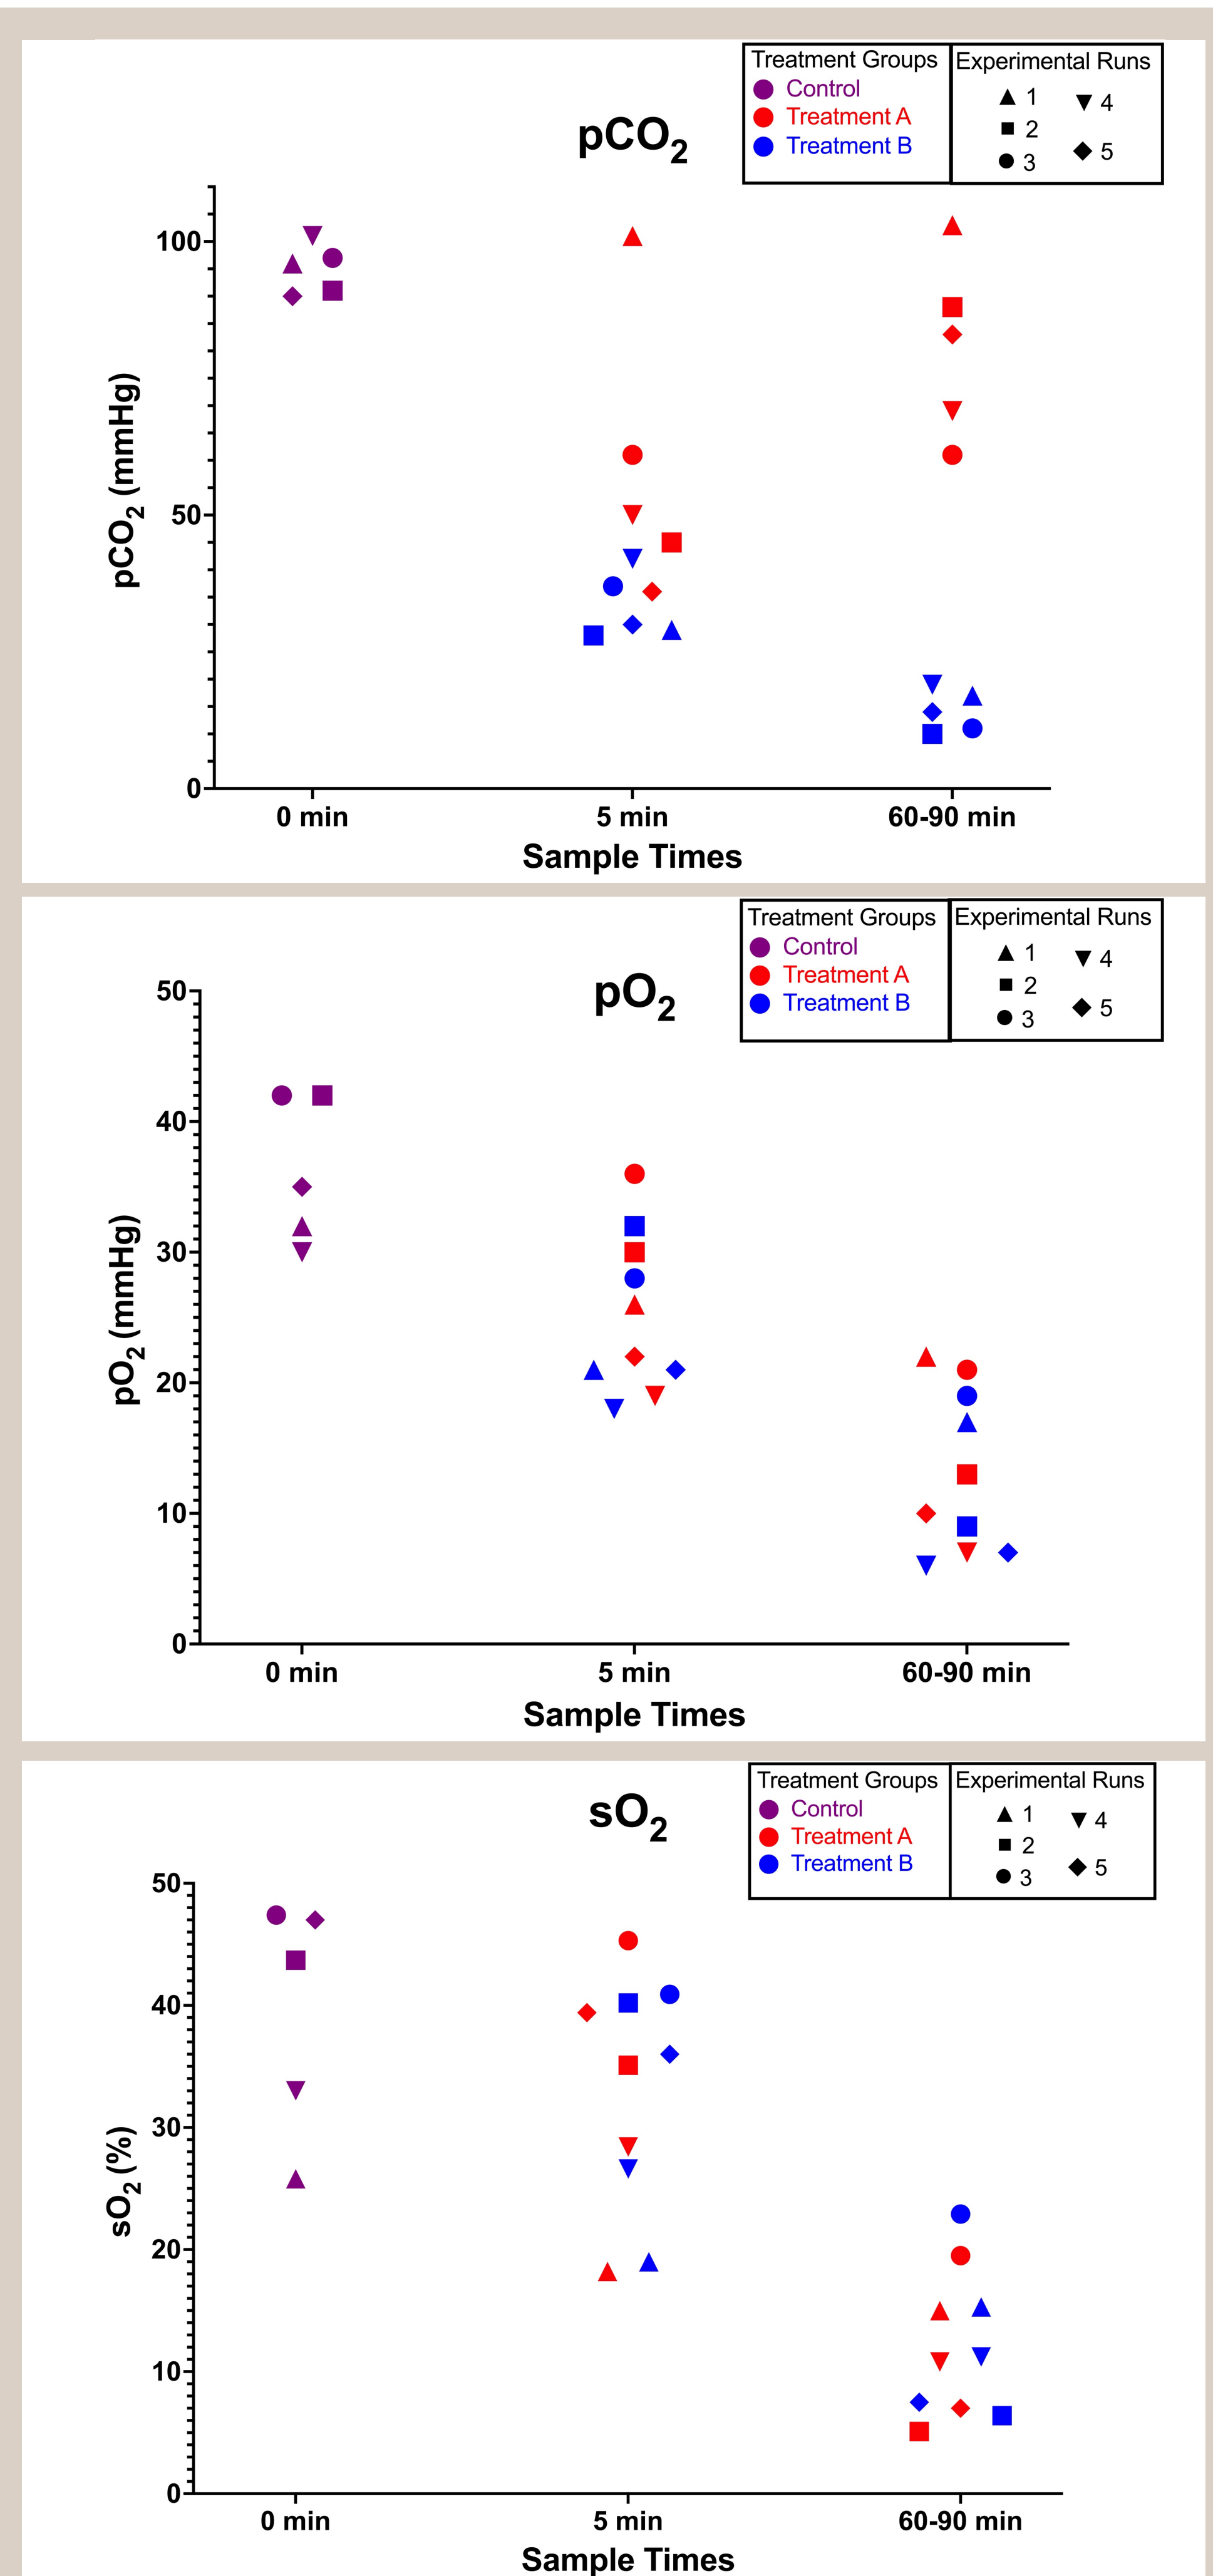 Treatment Groups
Control
Treatment A
Treatment B
Experimental Runs
1
2
3
4
5
pCO2
pCO2 (mmHg)
100
50
0
0 min
5 min
60-90 min
Sample Times
Treatment Groups
Control
Treatment A
Treatment B
Experimental Runs
1
2
3
4
5
pO2
pO2 (mmHg)
50
40
30
20
10
0
0 min
5 min
60-90 min
Sample Times
Treatment Groups
Control
Treatment A
Treatment B
Experimental Runs
1
2
3
4
5
sO2
sO2 (%)
50
40
30
20
10
0
0 min
5 min
60-90 min
Sample Times